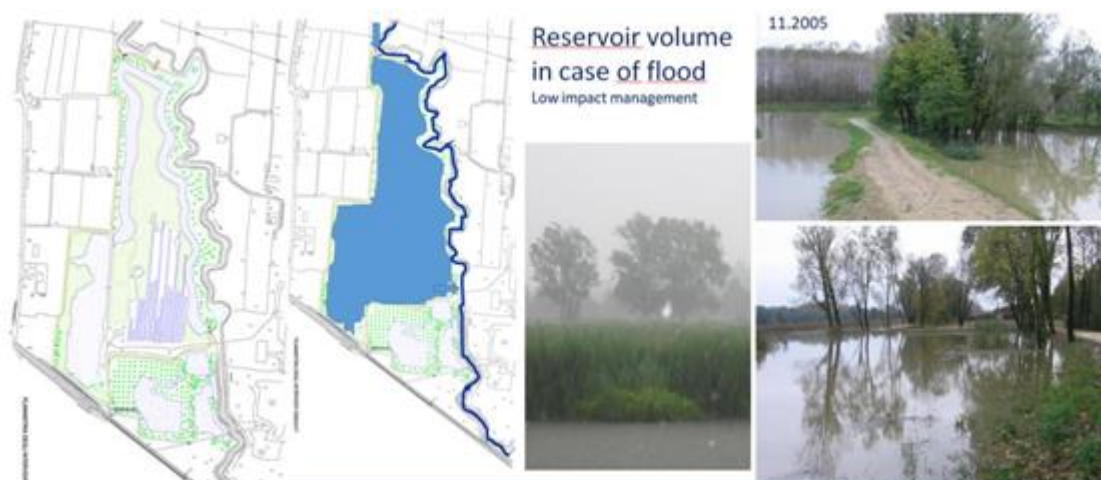 Reservoir volume
in case of flood
Low impact management
11.2005